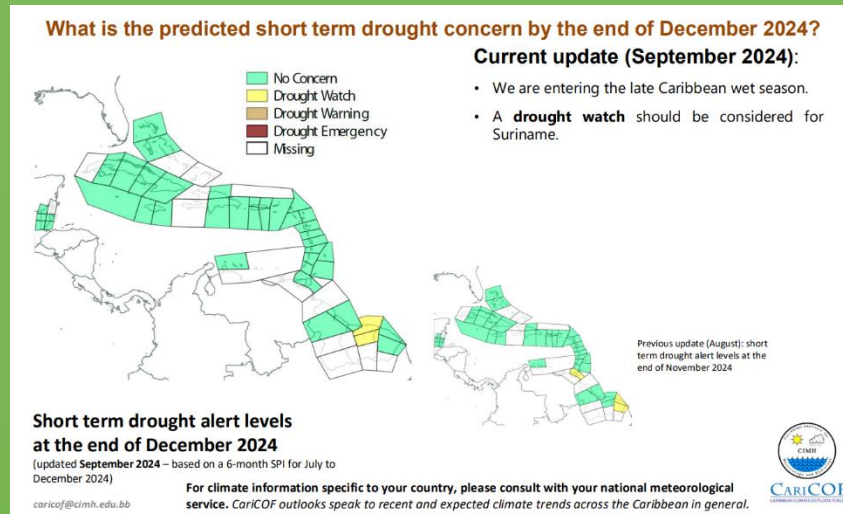 What is the predicted short term drought concern by the end of December 2024?
No Concern
Drought Watch
Drought Warning
Drought Emergency
Missing
Current update (September 2024):
• We are entering the late Caribbean wet season.
• A drought watch should be considered for
Suriname.
Previous update (August): short
term drought alert levels at the
end of November 2024
Short term drought alert levels
at the end of December 2024
(updated September 2024 – based on a 6-month SPI for July to
December 2024)
caricof@cimh.edu.bb
For climate information specific to your country, please consult with your national meteorological
service. CariCOF outlooks speak to recent and expected climate trends across the Caribbean in general.
CIMH
CARICOF